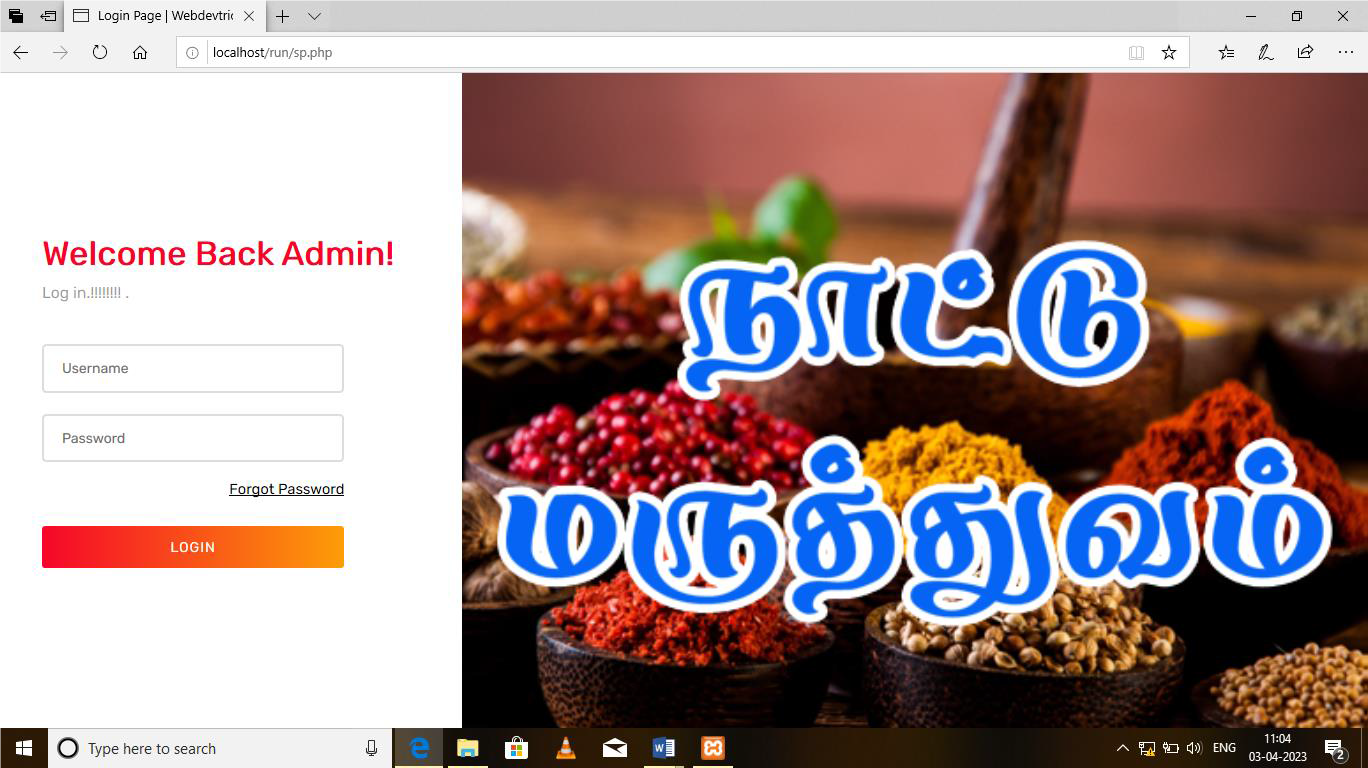 Login Page | Webdevtric
localhost/run/sp.php
Welcome Back Admin!
Log in.!!!!!!!! .
Username
Password
Forgot Password
LOGIN
நாட்டு
மருத்துவம்
Type here to search
ENG
11:04
03-04-2023
2